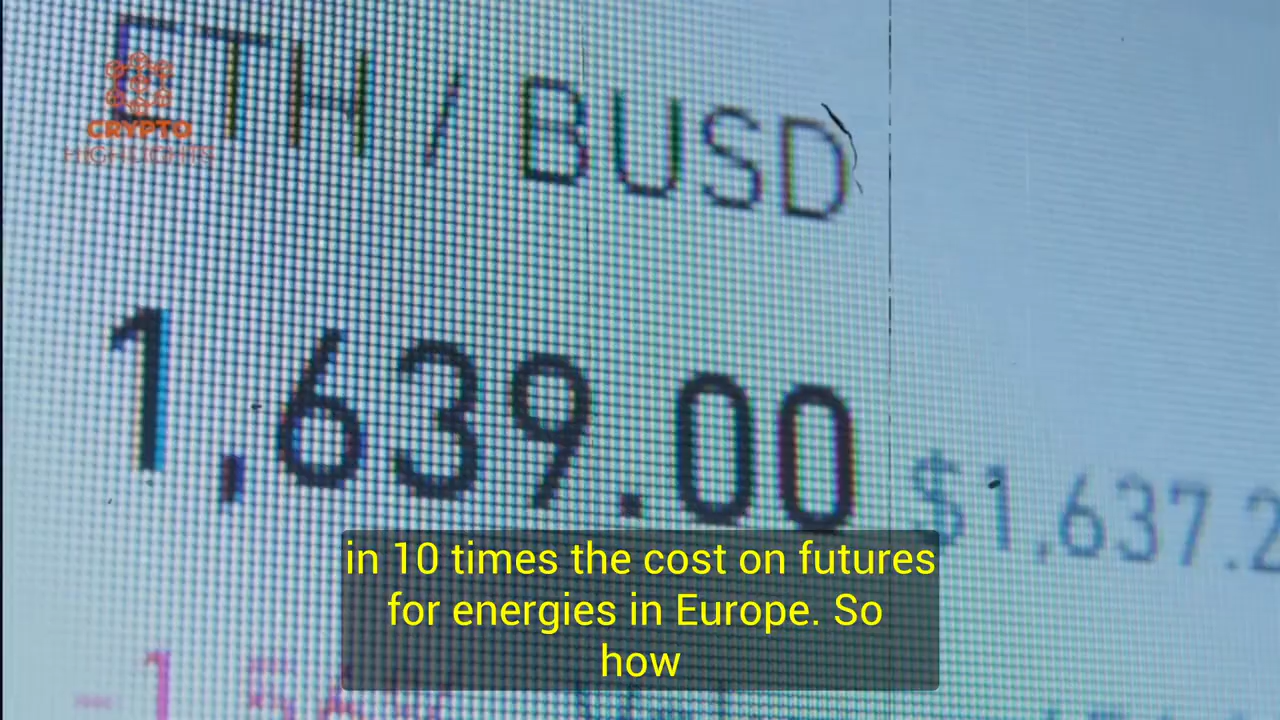 ETH / BUSD
CRYPTO
HIGHLIGHTS
1,639.00 $1,637.2
in 10 times the cost on futures
for energies in Europe. So
how